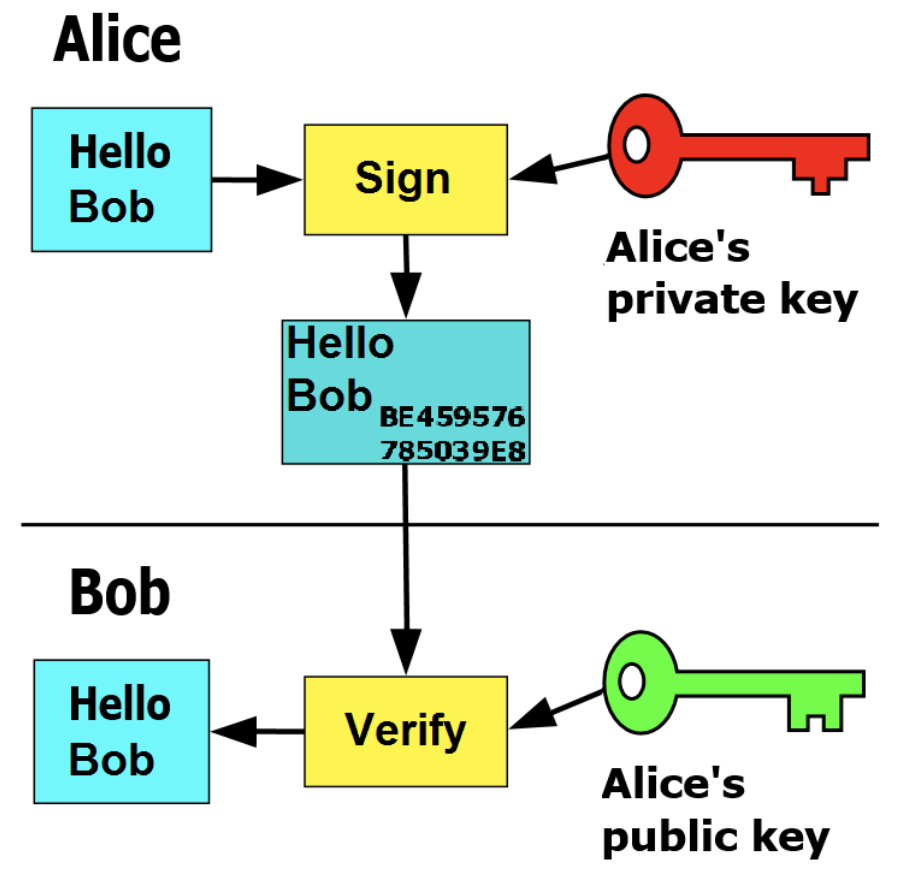 Alice
Hello
Bob
Sign
Alice's
private key
Hello
Bob
BE459576
785039E8
Bob
Hello
Bob
Verify
Alice's
public key